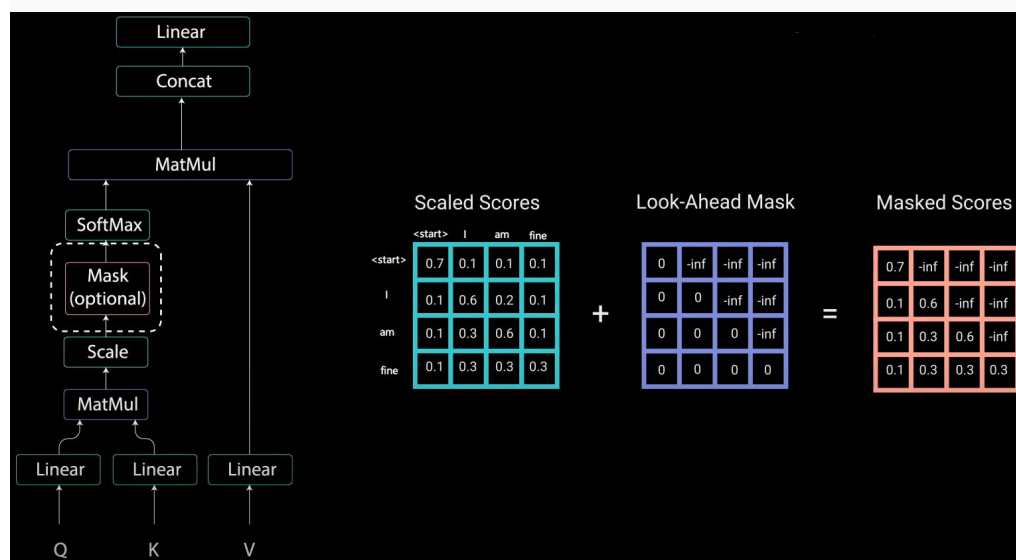 Linear
Concat
MatMul
SoftMax
Mask
(optional)
Scale
MatMul
Linear Linear Linear
Q K V
Scaled Scores
<start> I am fine
<start> 0.7 0.1 0.1 0.1
I 0.1 0.6 0.2 0.1
am 0.1 0.3 0.6 0.1
fine 0.1 0.3 0.3 0.3
+
Look-Ahead Mask
0 -inf -inf -inf
0 0 -inf -inf
0 0 0 -inf
0 0 0 0
=
Masked Scores
0.7 -inf -inf -inf
0.1 0.6 -inf -inf
0.1 0.3 0.6 -inf
0.1 0.3 0.3 0.3